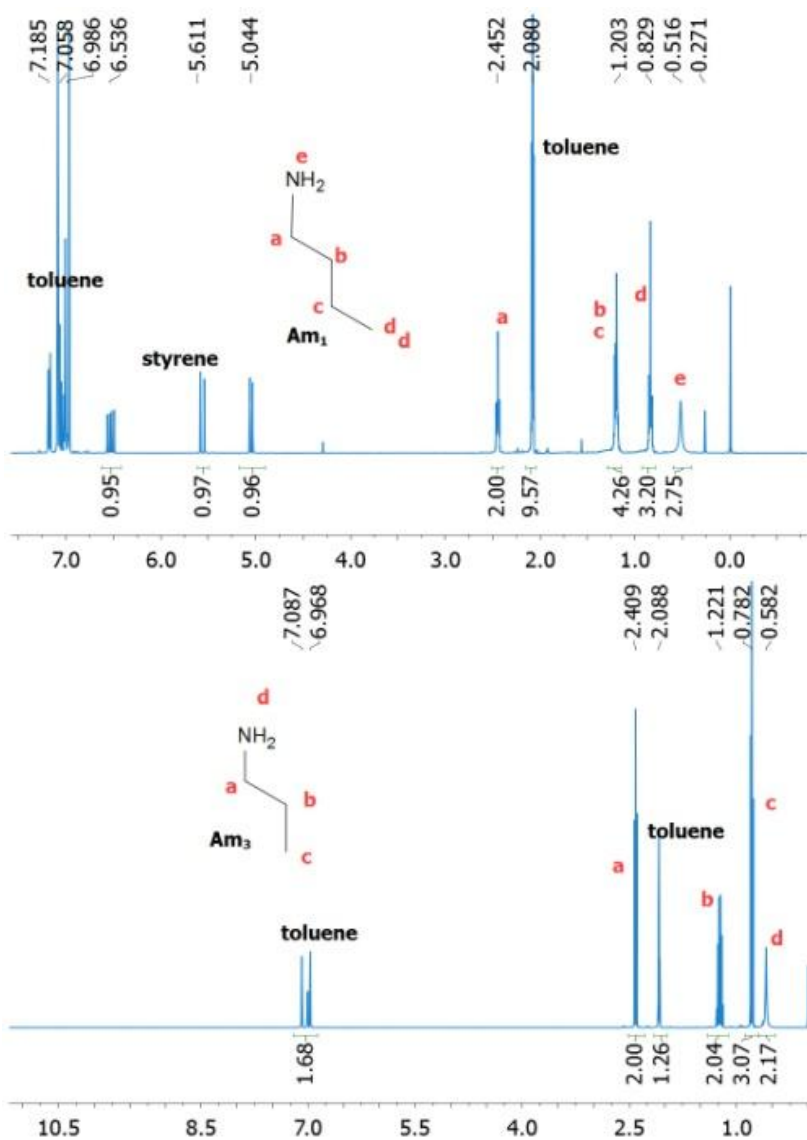 7.185 7.058 6.986 6.536 5.611 5.044 2.452 2.080 1.203 0.829 0.516 0.271
toluene
e
NH2
a
b
c
d
d
Am1
toluene
styrene
a
b
c
d
e
0.95 0.97 0.96 2.00 9.57 4.26 3.20 2.75
7.0 6.0 5.0 4.0 3.0 2.0 1.0 0.0
7.087 6.968 2.409 2.088 1.221 0.782 0.582
d
NH2
a
b
c
Am3
toluene
a
toluene
b
c
d
1.68 2.00 1.26 2.04 3.07 2.17
10.5 4.0 7.0 5.5 2.5 1.0